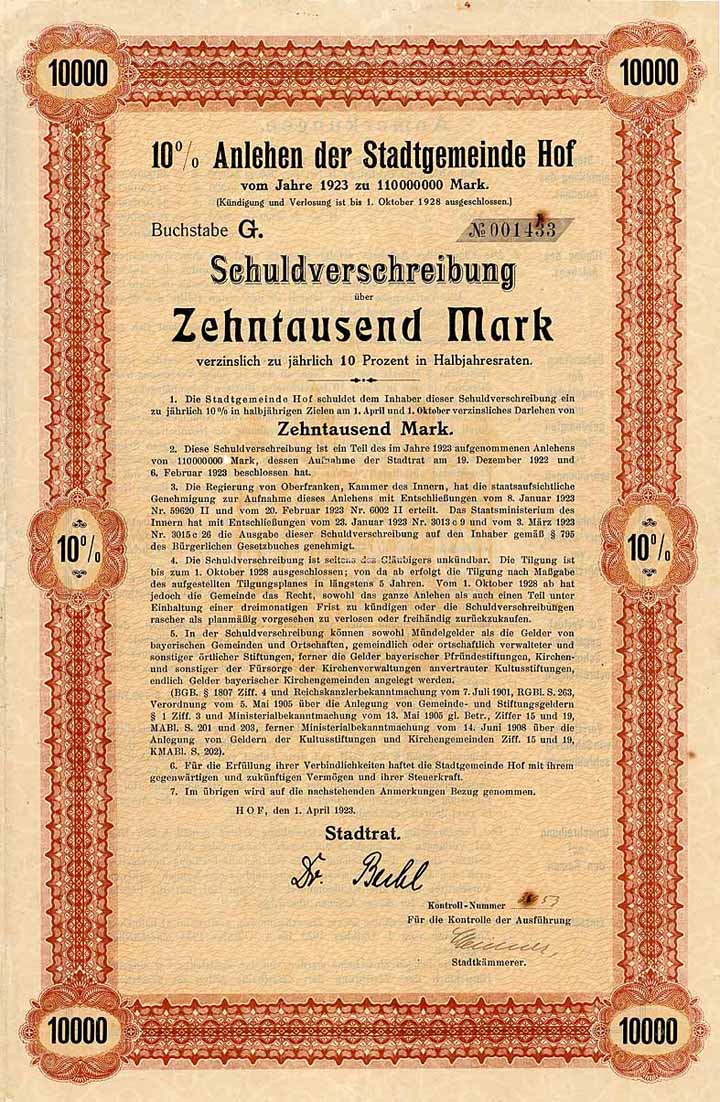 10000 10000
10% Anlehen der Stadtgemeinde Hof
vom Jahre 1923 zu 110000000 Mark.
(Kündigung und Verlosung ist bis 1. Oktober 1928 ausgeschlossen.)
Buchstabe G. № 001433
Schuldverschreibung
über
Zehntausend Mark
verzinslich zu jährlich 10 Prozent in Halbjahresraten.
1. Die Stadtgemeinde Hof schuldet dem Inhaber dieser Schuldverschreibung ein
zu jährlich 10% in halbjährigen Zielen am 1. April und 1. Oktober verzinsliches Darlehen von
Zehntausend Mark.
2. Diese Schuldverschreibung ist ein Teil des im Jahre 1923 aufgenommenen Anlehens
von 110000000 Mark, dessen Aufnahme der Stadtrat am 19. Dezember 1922 und
6. Februar 1923 beschlossen hat.
3. Die Regierung von Oberfranken, Kammer des Innern, hat die staatsaufsichtliche
Genehmigung zur Aufnahme dieses Anlehens mit Entschließungen vom 8. Januar 1923
Nr. 59620 II und vom 20. Februar 1923 Nr. 6002 II erteilt. Das Staatsministerium des
Innern hat mit Entschließungen vom 23. Januar 1923 Nr. 3013 c 9 und vom 3. März 1923
Nr. 3015 c 26 die Ausgabe dieser Schuldverschreibung auf den Inhaber gemäß § 795
des Bürgerlichen Gesetzbuches genehmigt.
10% 10%
4. Die Schuldverschreibung ist seitens des Gläubigers unkündbar. Die Tilgung ist
bis zum 1. Oktober 1928 ausgeschlossen; von da ab erfolgt die Tilgung nach Maßgabe
des aufgestellten Tilgungsplanes in längstens 5 Jahren. Vom 1. Oktober 1928 ab hat
jedoch die Gemeinde das Recht, sowohl das ganze Anlehen als auch einen Teil unter
Einhaltung einer dreimonatigen Frist zu kündigen oder die Schuldverschreibungen
rascher als planmäßig vorgesehen zu verlosen oder freihändig zurückzukaufen.
5. In der Schuldverschreibung können sowohl Mündelgelder als die Gelder von
bayerischen Gemeinden und Ortschaften, gemeindlich oder ortschaftlich verwalteter und
sonstiger örtlicher Stiftungen, ferner die Gelder bayerischer Pfründestiftungen, Kirchen-
und sonstiger der Fürsorge der Kirchenverwaltungen anvertrauter Kultusstiftungen,
endlich Gelder bayerischer Kirchengemeinden angelegt werden.
(BGB. § 1807 Ziff. 4 und Reichskanzlerbekanntmachung vom 7. Juli 1901, RGBl. S. 263,
Verordnung vom 5. Mai 1905 über die Anlegung von Gemeinde- und Stiftungsgeldern
§ 1 Ziff. 3 und Ministerialbekanntmachung vom 13. Mai 1905 gl. Betr., Ziffer 15 und 19,
MABl. S. 201 und 203, ferner Ministerialbekanntmachung vom 14. Juni 1908 über die
Anlegung von Geldern der Kultusstiftungen und Kirchengemeinden Ziff. 15 und 19,
KMABl. S. 202).
6. Für die Erfüllung ihrer Verbindlichkeiten haftet die Stadtgemeinde Hof mit ihrem
gegenwärtigen und zukünftigen Vermögen und ihrer Steuerkraft.
7. Im übrigen wird auf die nachstehenden Anmerkungen Bezug genommen.
HOF, den 1. April 1923.
Stadtrat.
Dr.
Kontroll-Nummer 53
Für die Kontrolle der Ausführung
Stadtkämmerer.
10000 10000